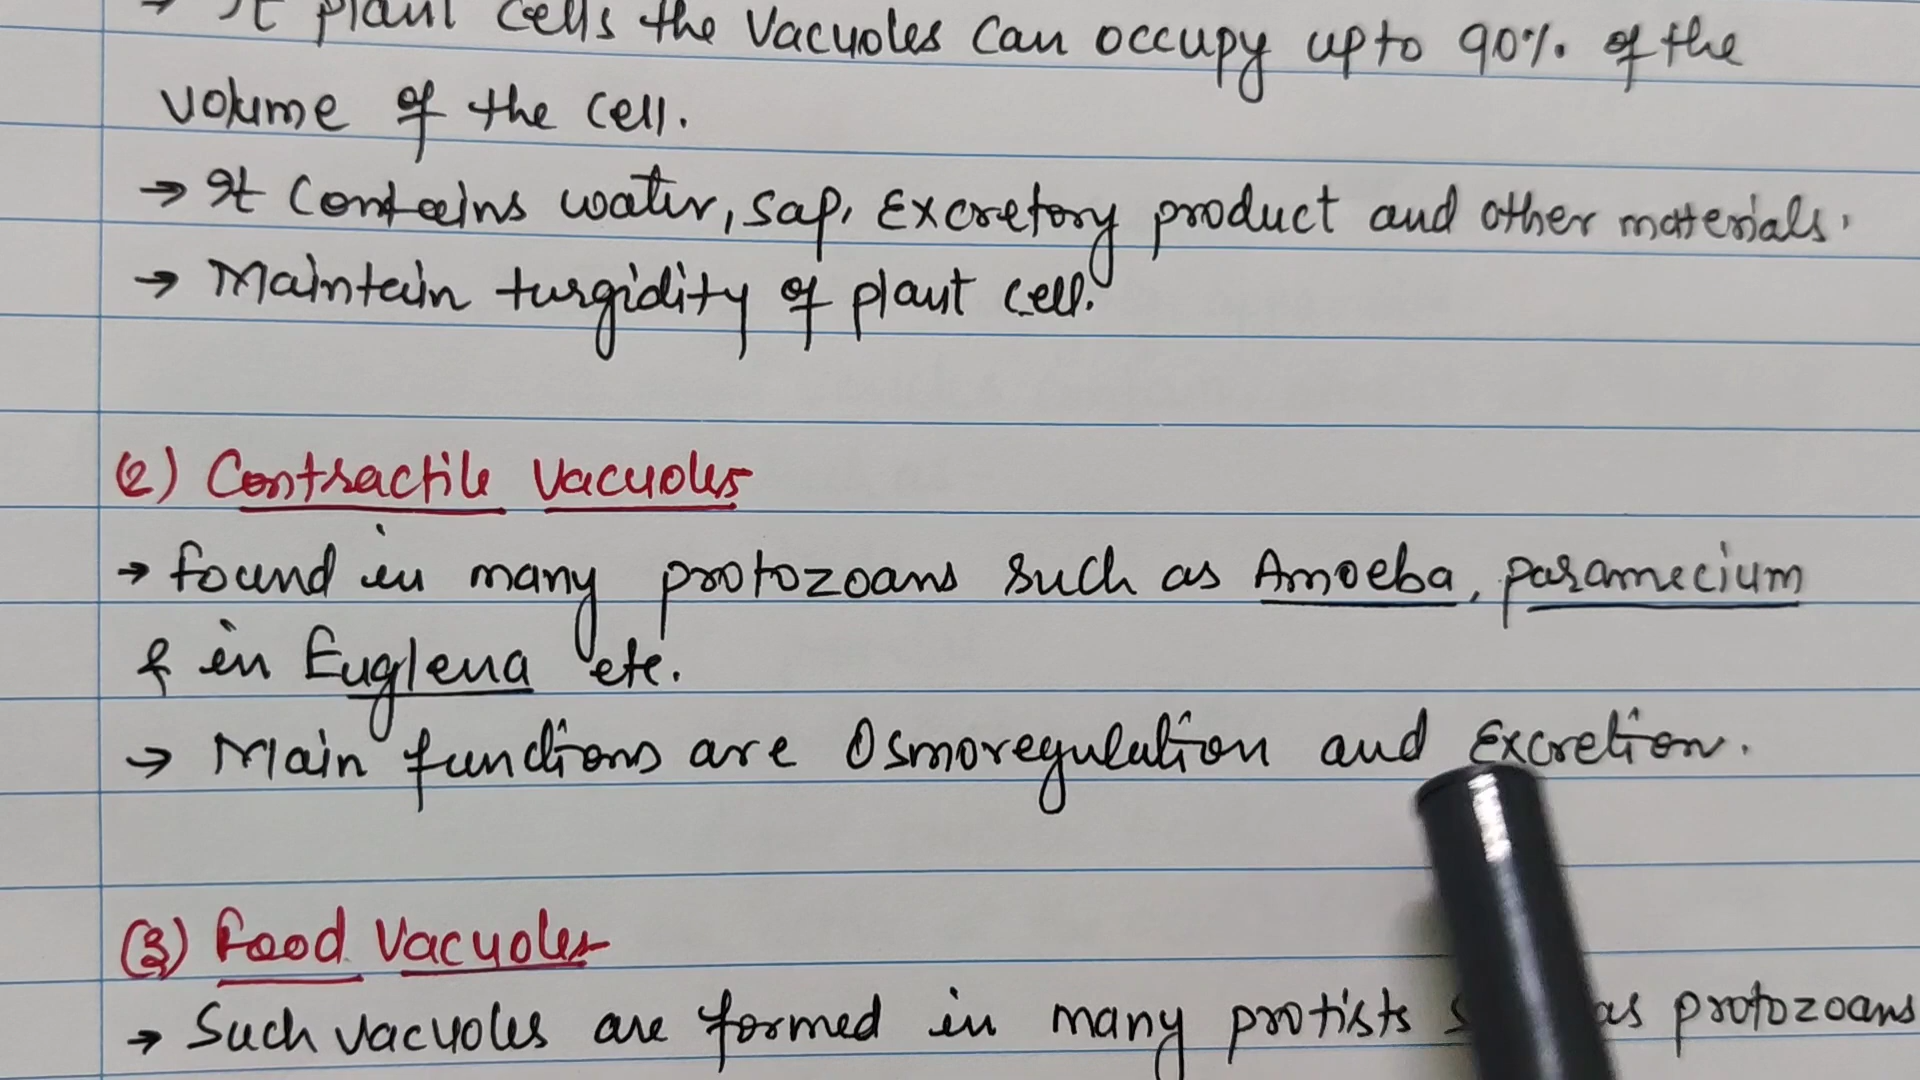 → It plant cells the Vacuoles can occupy upto 90% of the
volume of the cell.
→ It Contains water, sap, Excretory product and other materials.
→ Maintain turgidity of plant cell.
(2) Contractile Vacuoles
→ found in many protozoans such as Amoeba, paramecium
& in Euglena etc.
→ Main functions are Osmoregulation and Excretion.
(3) Food Vacuoles
→ Such vacuoles are formed in many protists as protozoans